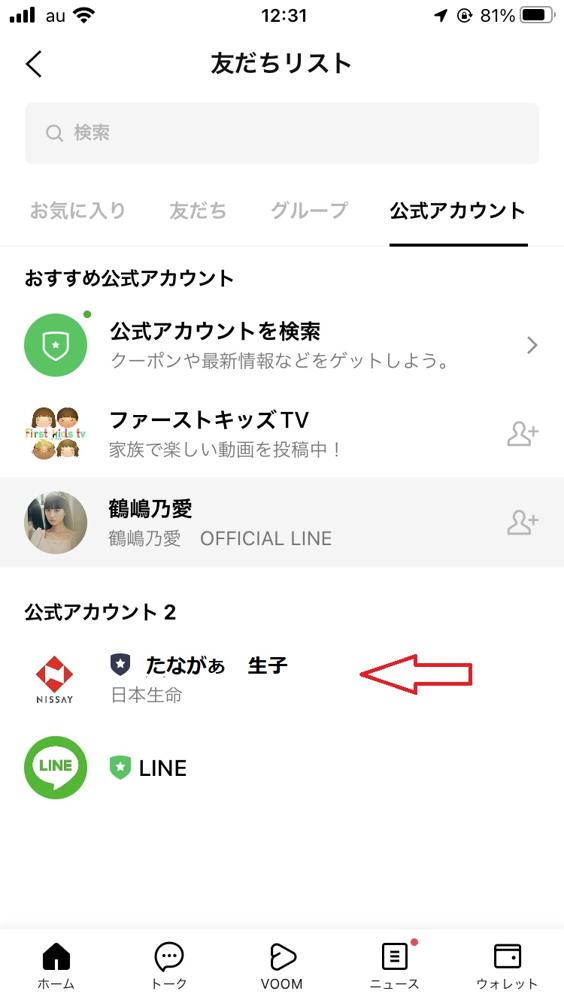 au 12:31 81%
友だちリスト
検索
お気に入り 友だち グループ 公式アカウント
おすすめ公式アカウント
公式アカウントを検索
クーポンや最新情報などをゲットしよう。
first kids tv
ファーストキッズTV
家族で楽しい動画を投稿中！
鶴嶋乃愛
鶴嶋乃愛 OFFICIAL LINE
公式アカウント 2
たながぁ 生子
NISSAY
日本生命
LINE
LINE
ホーム トーク VOOM ニュース ウォレット